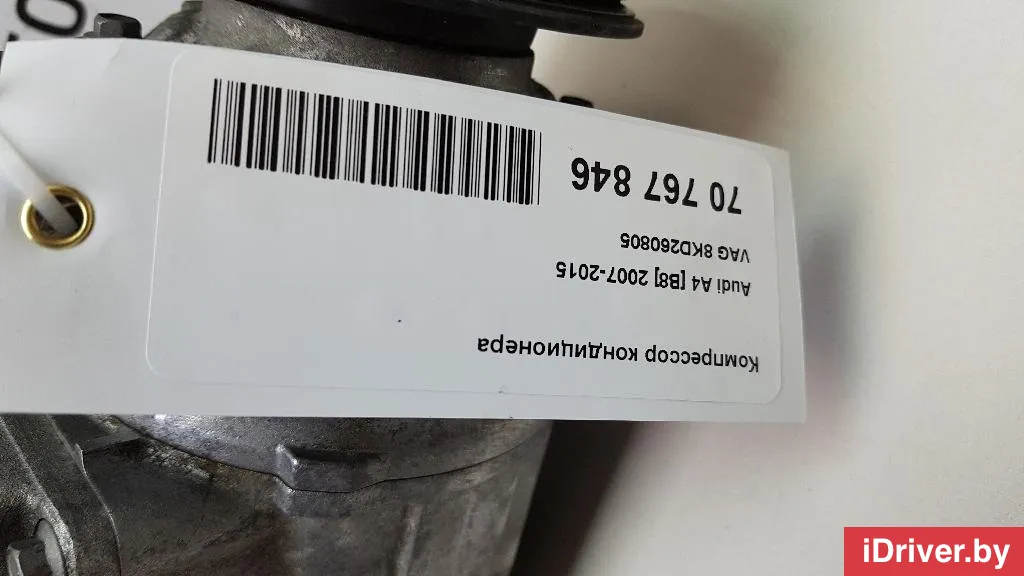 Компрессор кондиционера
Audi A4 [B8] 2007-2015
VAG 8KD260805
70 767 846
iDriver.by